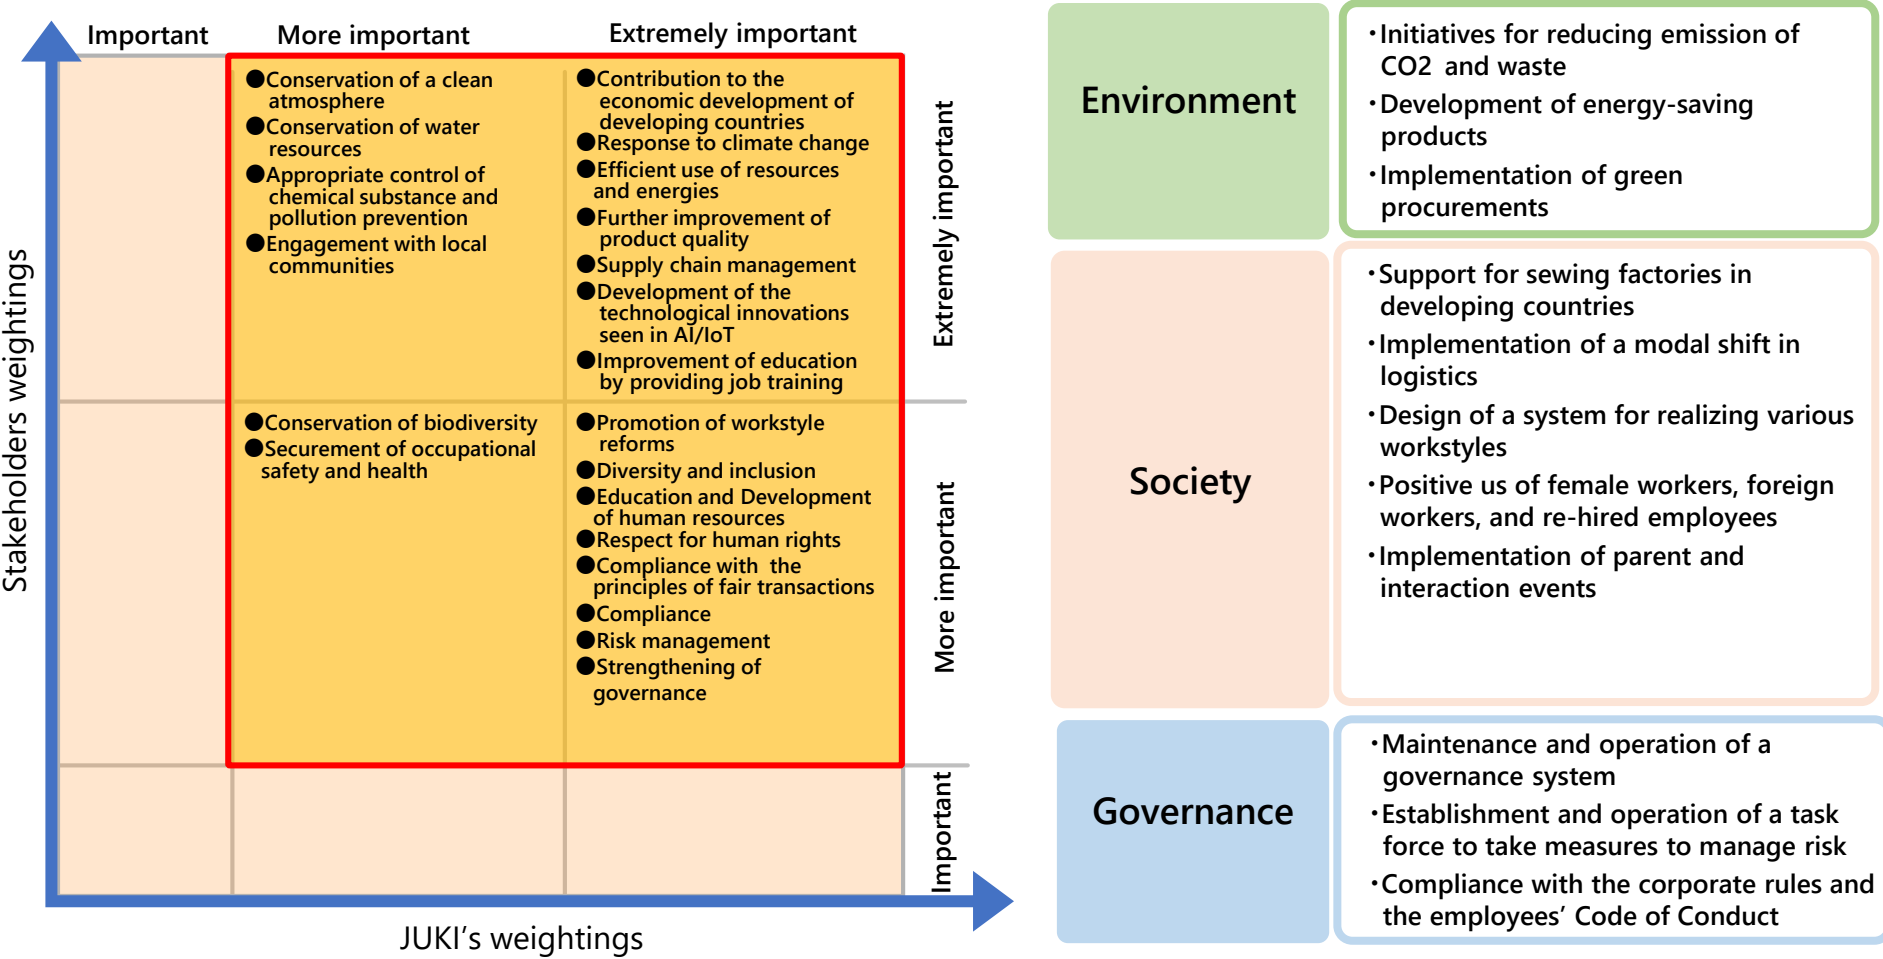 Important
More important
Extremely important
Stakeholders weightings
●Conservation of a clean
atmosphere
●Conservation of water
resources
●Appropriate control of
chemical substance and
pollution prevention
●Engagement with local
communities
●Contribution to the
economic development of
developing countries
●Response to climate change
●Efficient use of resources
and energies
●Further improvement of
product quality
●Supply chain management
●Development of the
technological innovations
seen in AI/IoT
●Improvement of education
by providing job training
Extremely important
●Conservation of biodiversity
●Securement of occupational
safety and health
●Promotion of workstyle
reforms
●Diversity and inclusion
●Education and Development
of human resources
●Respect for human rights
●Compliance with the
principles of fair transactions
●Compliance
●Risk management
●Strengthening of
governance
More important
Important
JUKI's weightings
Environment
・Initiatives for reducing emission of
CO2 and waste
・Development of energy-saving
products
・Implementation of green
procurements
Society
・Support for sewing factories in
developing countries
・Implementation of a modal shift in
logistics
・Design of a system for realizing various
workstyles
・Positive us of female workers, foreign
workers, and re-hired employees
・Implementation of parent and
interaction events
Governance
・Maintenance and operation of a
governance system
・Establishment and operation of a task
force to take measures to manage risk
・Compliance with the corporate rules and
the employees' Code of Conduct